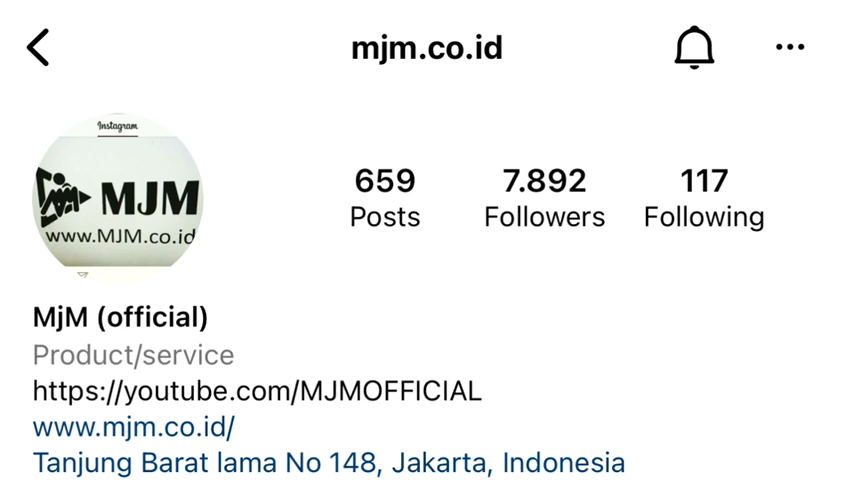 mjm.co.id
Instagram
MJM
www.MJM.co.id
659 7.892 117
Posts Followers Following
MjM (official)
Product/service
https://youtube.com/MJMOFFICIAL
www.mjm.co.id/
Tanjung Barat lama No 148, Jakarta, Indonesia